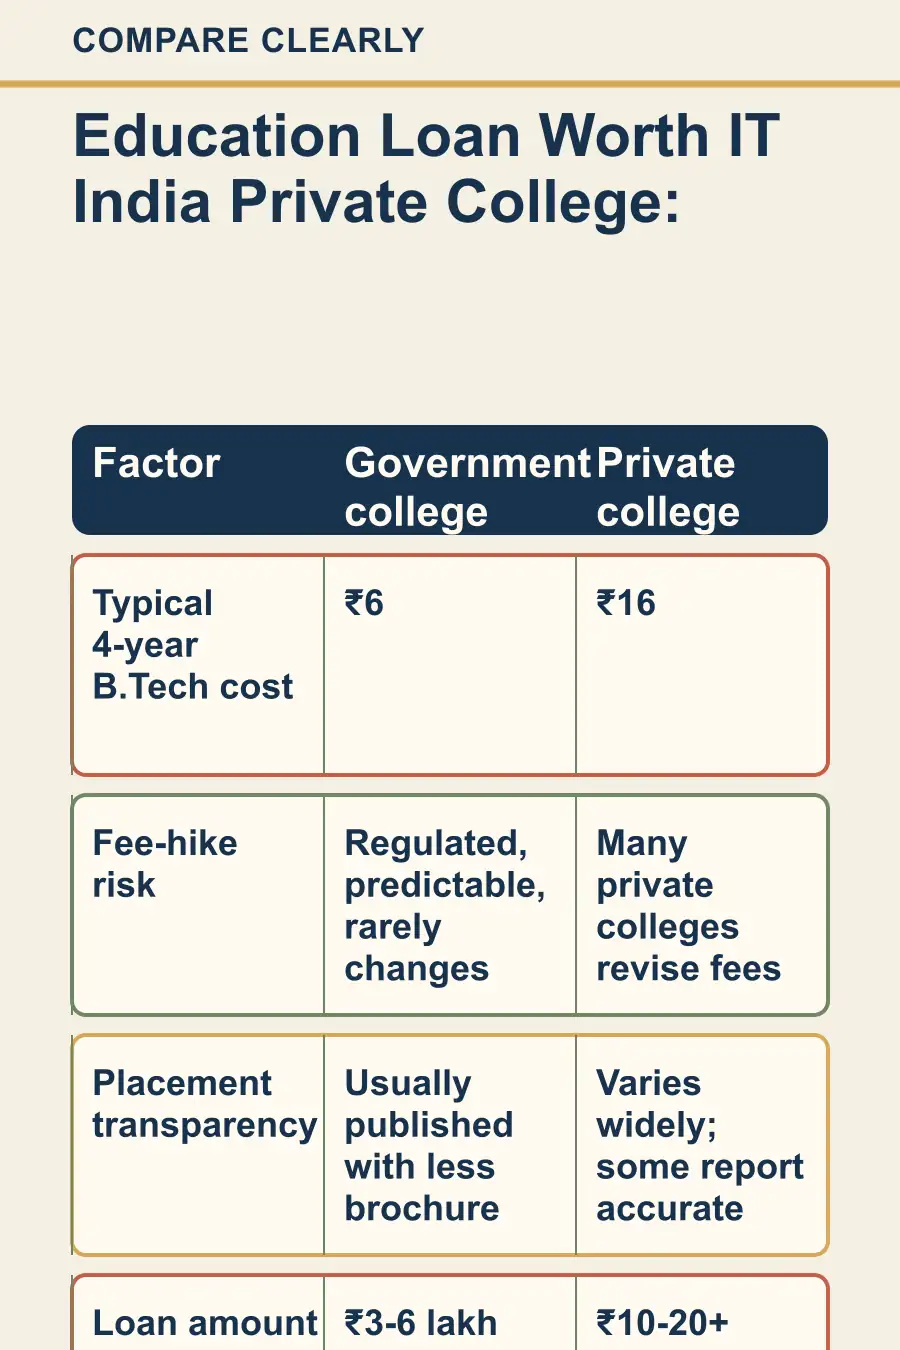 COMPARE CLEARLY
Education Loan Worth IT
India Private College:
Factor
Government
college
Private
college
Typical
4-year
B.Tech cost
₹6
₹16
Fee-hike
risk
Regulated,
predictable,
rarely
changes
Many
private
colleges
revise fees
Placement
transparency
Usually
published
with less
brochure
Varies
widely;
some report
accurate
Loan amount
₹3-6 lakh
₹10-20+